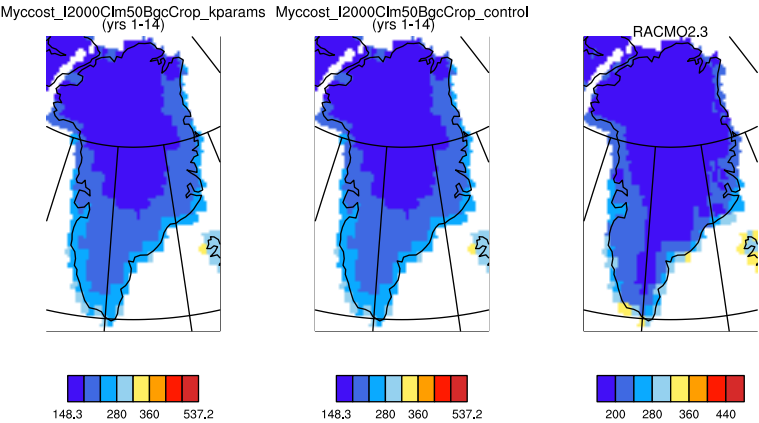 Myccost_I2000Clm50BgcCrop_kparams
(yrs 1-14)
Myccost_I2000Clm50BgcCrop_control
(yrs 1-14)
RACMO2.3
148.3 280 360 537.2
148.3 280 360 537.2
200 280 360 440